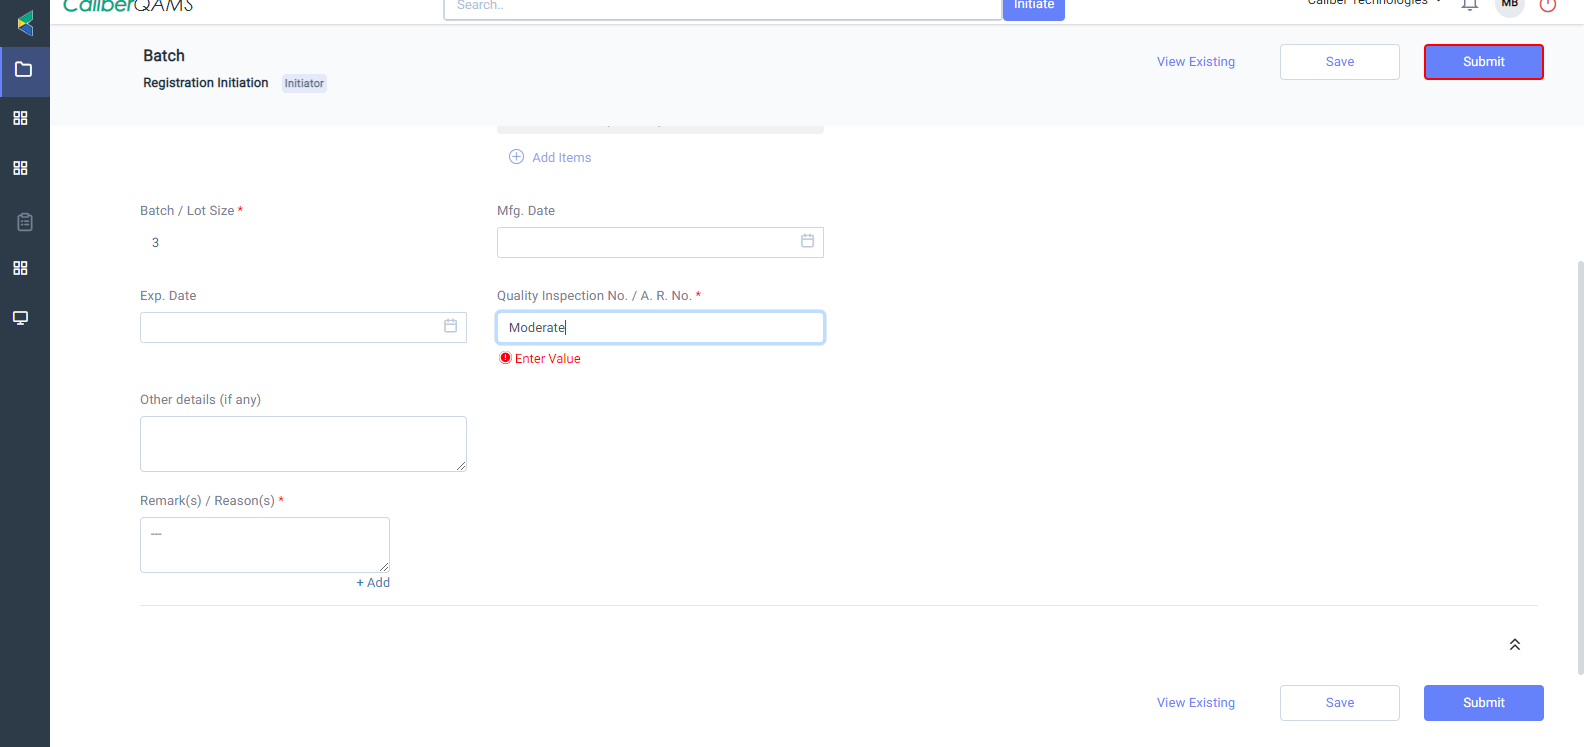 CaliberQAMS
Search..
Initiate
Caliber Technologies
MB
Batch
Registration Initiation
Initiator
View Existing
Save
Submit
Add Items
Batch / Lot Size *
Mfg. Date
3
Exp. Date
Quality Inspection No. / A. R. No. *
Moderate
Enter Value
Other details (if any)
Remark(s) / Reason(s) *
---
+ Add
View Existing
Save
Submit